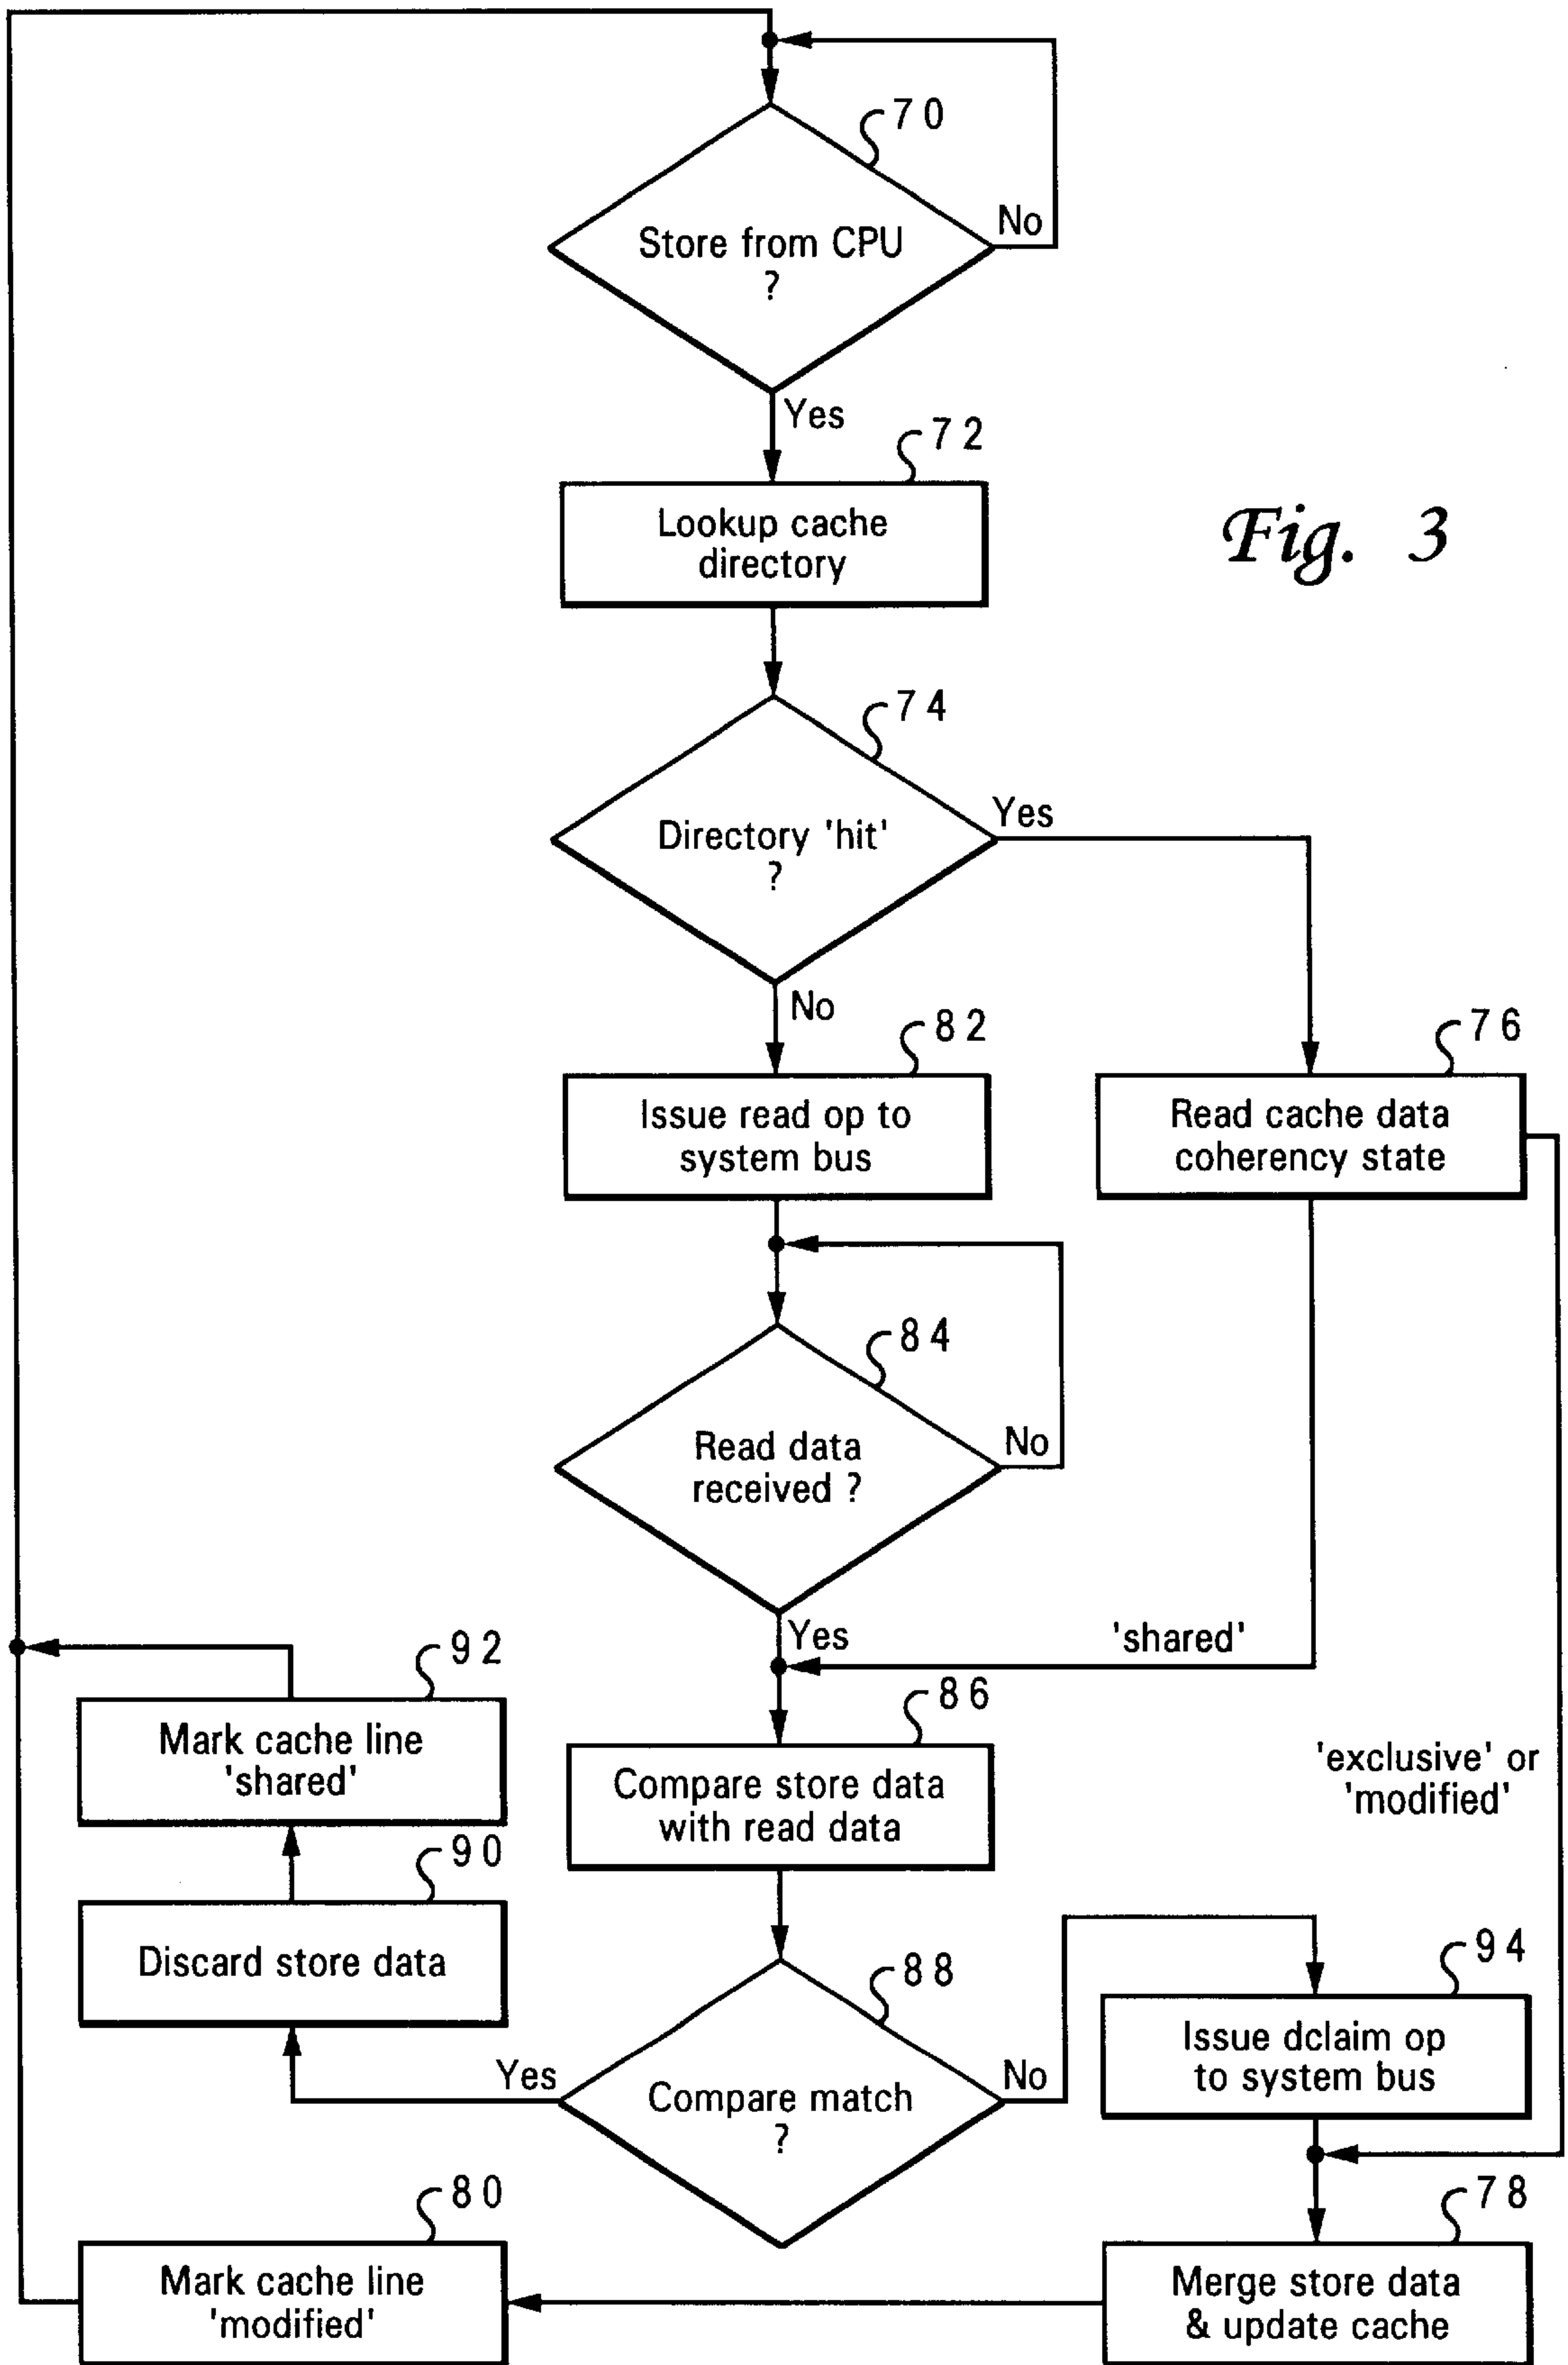 70
Store from CPU
?
No
Yes
72
Lookup cache
directory
Fig. 3
74
Directory 'hit'
?
Yes
No
82
Issue read op to
system bus
76
Read cache data
coherency state
84
Read data
received ?
No
Yes
'shared'
92
Mark cache line
'shared'
86
Compare store data
with read data
'exclusive' or
'modified'
90
Discard store data
88
Compare match
?
Yes
No
94
Issue dclaim op
to system bus
80
Mark cache line
'modified'
78
Merge store data
& update cache